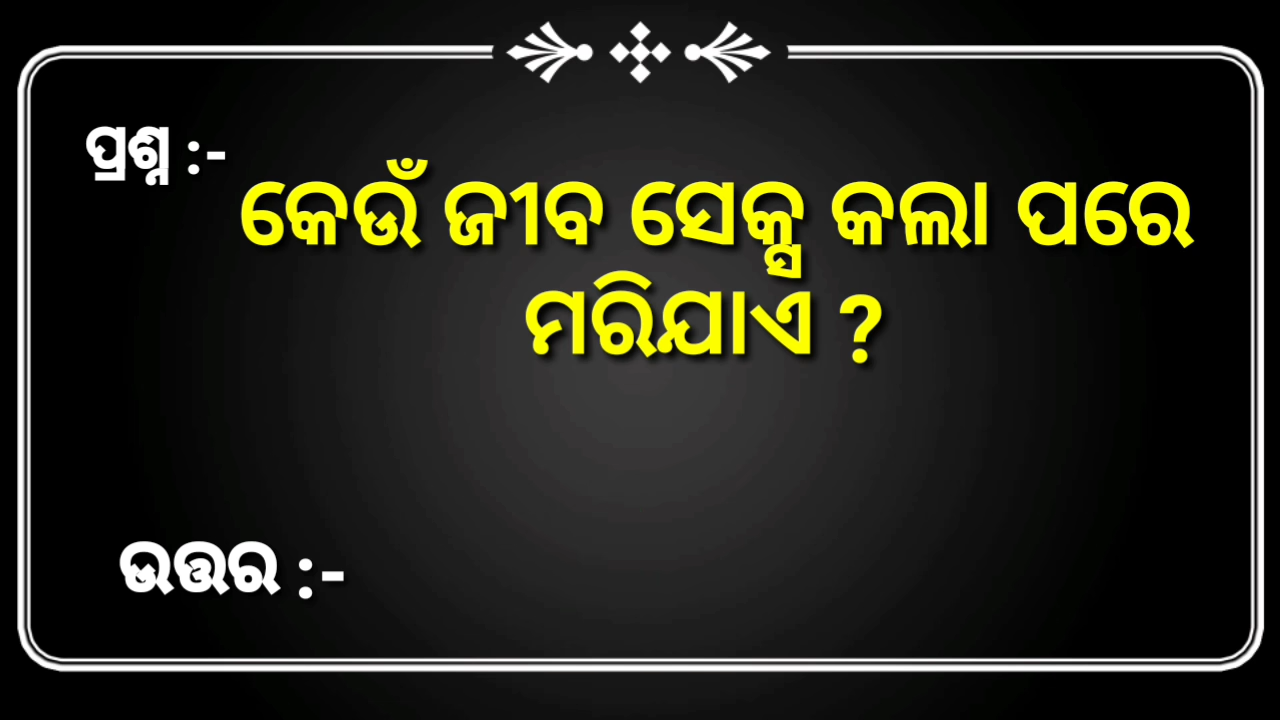 ପ୍ରଶ୍ନ :-
କେଉଁ ଜୀବ ସେକ୍ସ କଲା ପରେ
ମରିଯାଏ ?
ଉତ୍ତର :-